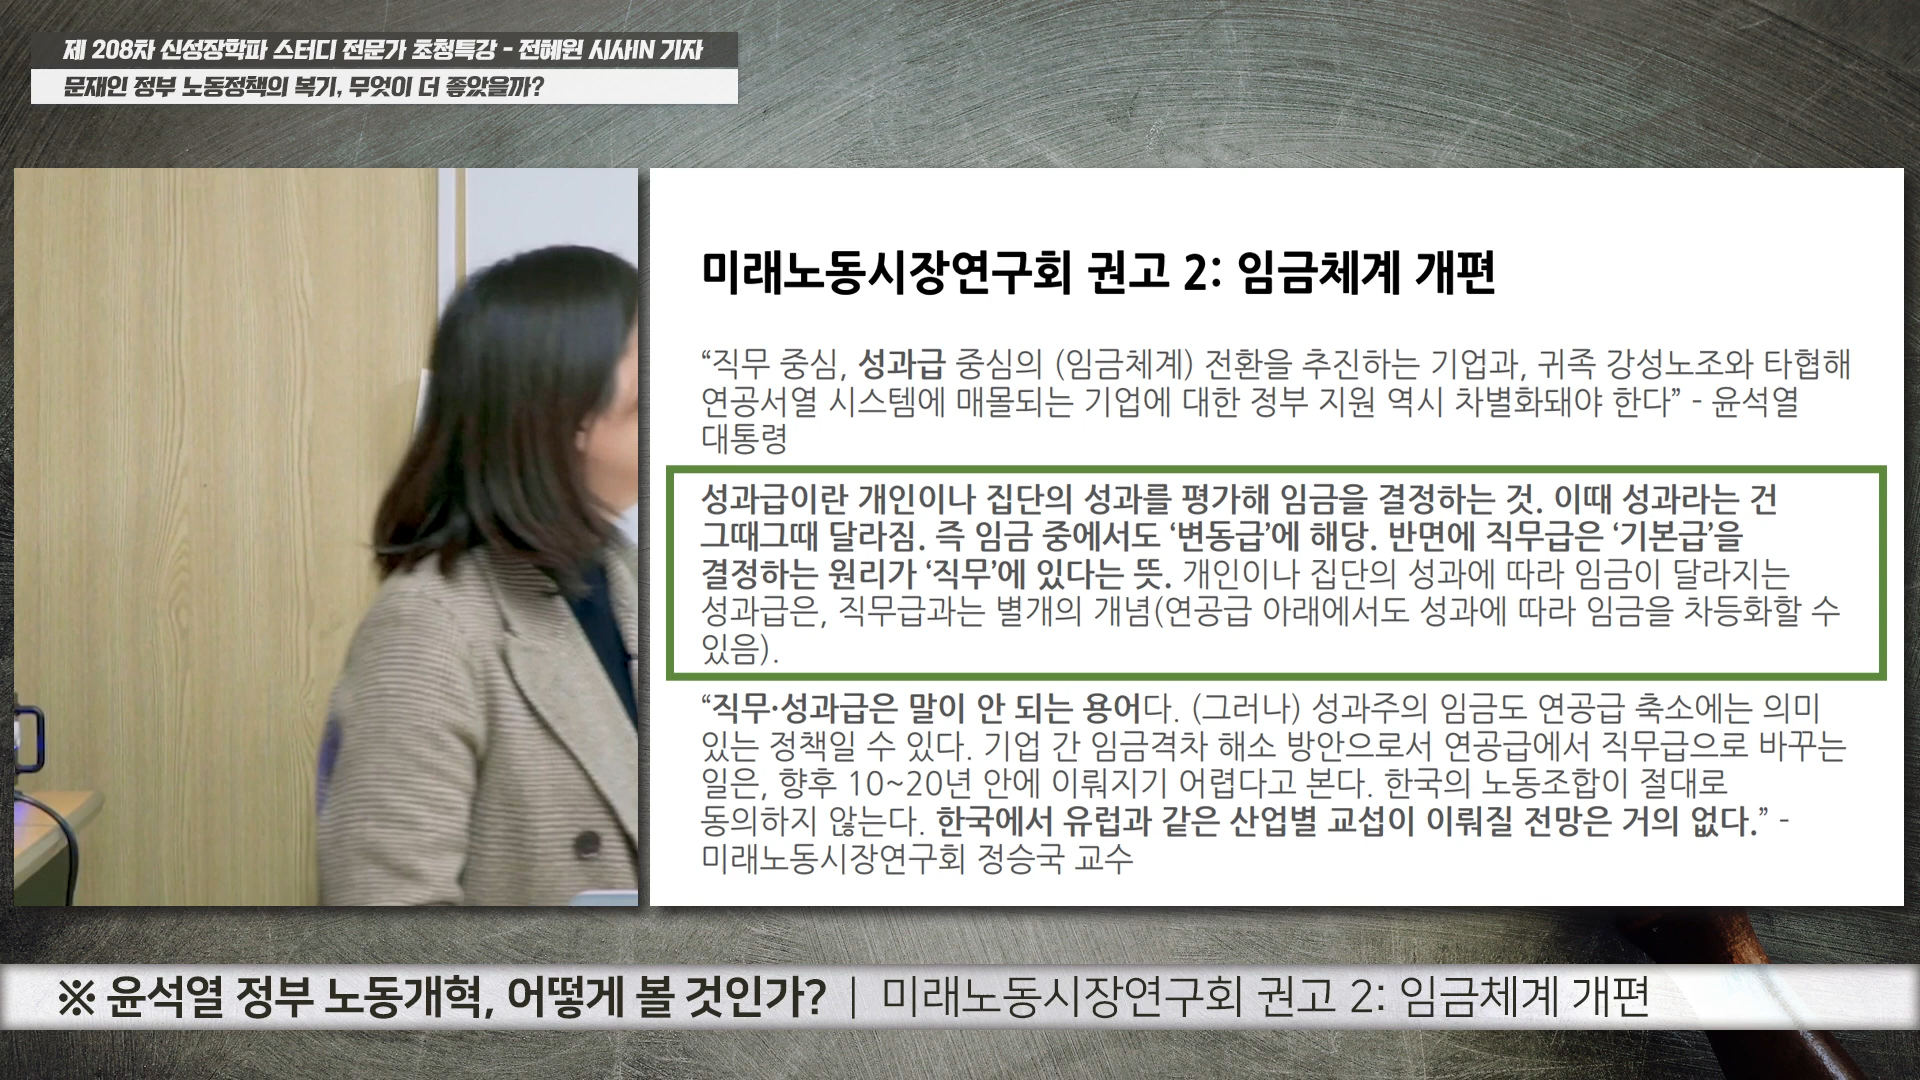 제 208차 신성장학파 스터디 전문가 초청특강 - 전혜원 시사IN 기자
문재인 정부 노동정책의 복기, 무엇이 더 좋았을까?
미래노동시장연구회 권고 2: 임금체계 개편
“직무 중심, 성과급 중심의 (임금체계) 전환을 추진하는 기업과, 귀족 강성노조와 타협해
연공서열 시스템에 매몰되는 기업에 대한 정부 지원 역시 차별화돼야 한다” - 윤석열
대통령
성과급이란 개인이나 집단의 성과를 평가해 임금을 결정하는 것. 이때 성과라는 건
그때그때 달라짐. 즉 임금 중에서도 ‘변동급’에 해당. 반면에 직무급은 ‘기본급’을
결정하는 원리가 ‘직무’에 있다는 뜻. 개인이나 집단의 성과에 따라 임금이 달라지는
성과급은, 직무급과는 별개의 개념(연공급 아래에서도 성과에 따라 임금을 차등화할 수
있음).
“직무·성과급은 말이 안 되는 용어다. (그러나) 성과주의 임금도 연공급 축소에는 의미
있는 정책일 수 있다. 기업 간 임금격차 해소 방안으로서 연공급에서 직무급으로 바꾸는
일은, 향후 10~20년 안에 이뤄지기 어렵다고 본다. 한국의 노동조합이 절대로
동의하지 않는다. 한국에서 유럽과 같은 산업별 교섭이 이뤄질 전망은 거의 없다.” -
미래노동시장연구회 정승국 교수
※ 윤석열 정부 노동개혁, 어떻게 볼 것인가? | 미래노동시장연구회 권고 2: 임금체계 개편